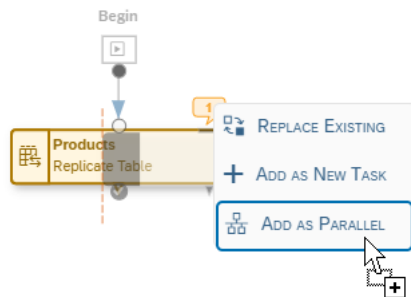 Begin
1
Products
Replicate Table
Replace Existing
Add as New Task
Add as Parallel